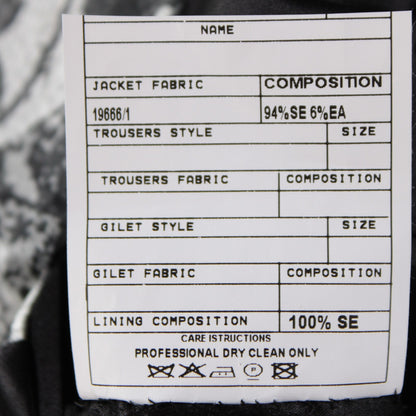 NAME
JACKET FABRIC COMPOSITION
19666/1 94%SE 6%EA
TROUSERS STYLE SIZE
TROUSERS FABRIC COMPOSITION
GILET STYLE SIZE
GILET FABRIC COMPOSITION
LINING COMPOSITION 100% SE
CARE ISTRUCTIONS
PROFESSIONAL DRY CLEAN ONLY
P